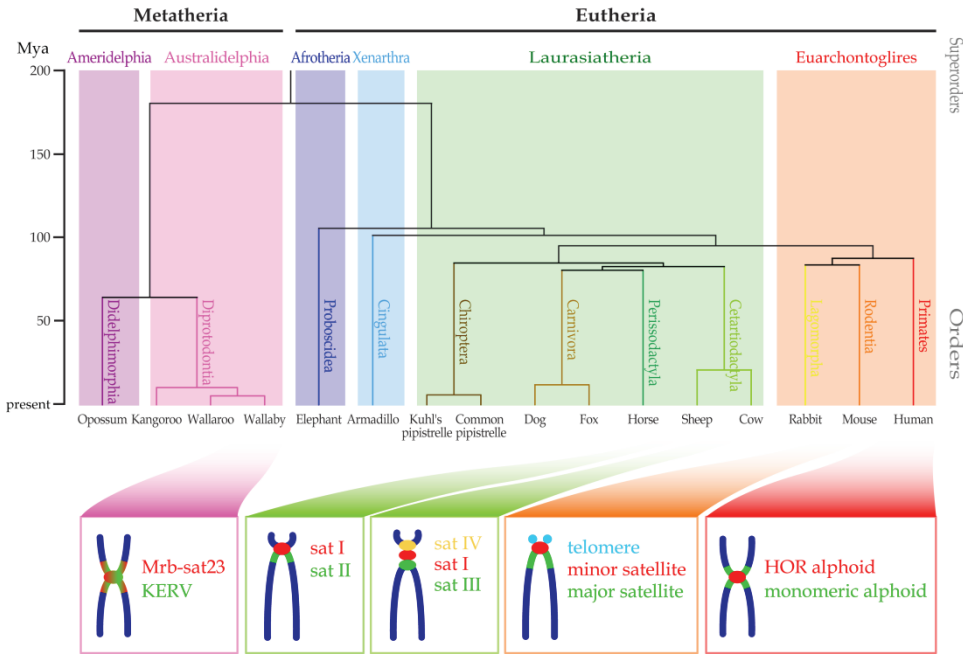 Metatheria
Eutheria
Mya
Ameridelphia
Australidelphia
Afrotheria
Xenarthra
Laurasiatheria
Euarchontoglires
Superorders
200
150
100
50
present
Didelphimorphia
Diprotodontia
Proboscidea
Cingulata
Chiroptera
Carnivora
Perissodactyla
Cetartiodactyla
Lagomorpha
Rodentia
Primates
Orders
Opossum
Kangoroo
Wallaroo
Wallaby
Elephant
Armadillo
Kuhl's
pipistrelle
Common
pipistrelle
Dog
Fox
Horse
Sheep
Cow
Rabbit
Mouse
Human
Mrb-sat23
KERV
sat I
sat II
sat IV
sat I
sat III
telomere
minor satellite
major satellite
HOR alphoid
monomeric alphoid